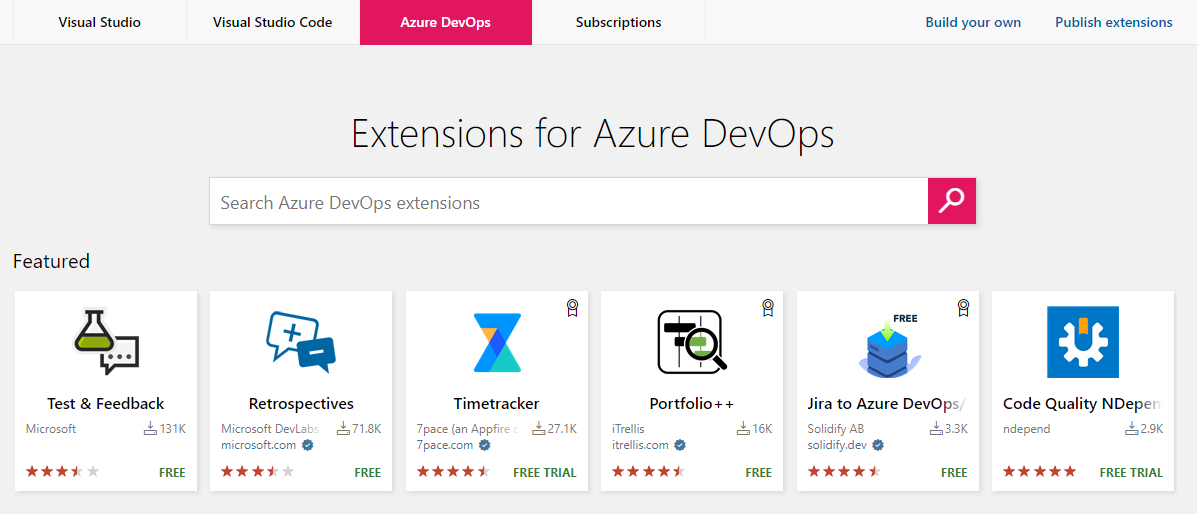 Visual Studio
Visual Studio Code
Azure DevOps
Subscriptions
Build your own
Publish extensions
Extensions for Azure DevOps
Search Azure DevOps extensions
Featured
Test & Feedback
Microsoft
131K
FREE
Retrospectives
Microsoft DevLabs
71.8K
microsoft.com
FREE
Timetracker
7pace (an Appfire
27.1K
7pace.com
FREE TRIAL
Portfolio++
iTrellis
16K
itrellis.com
FREE
FREE
Jira to Azure DevOps/
Solidify AB
3.3K
solidify.dev
FREE
Code Quality NDepen
ndepend
2.9K
FREE TRIAL